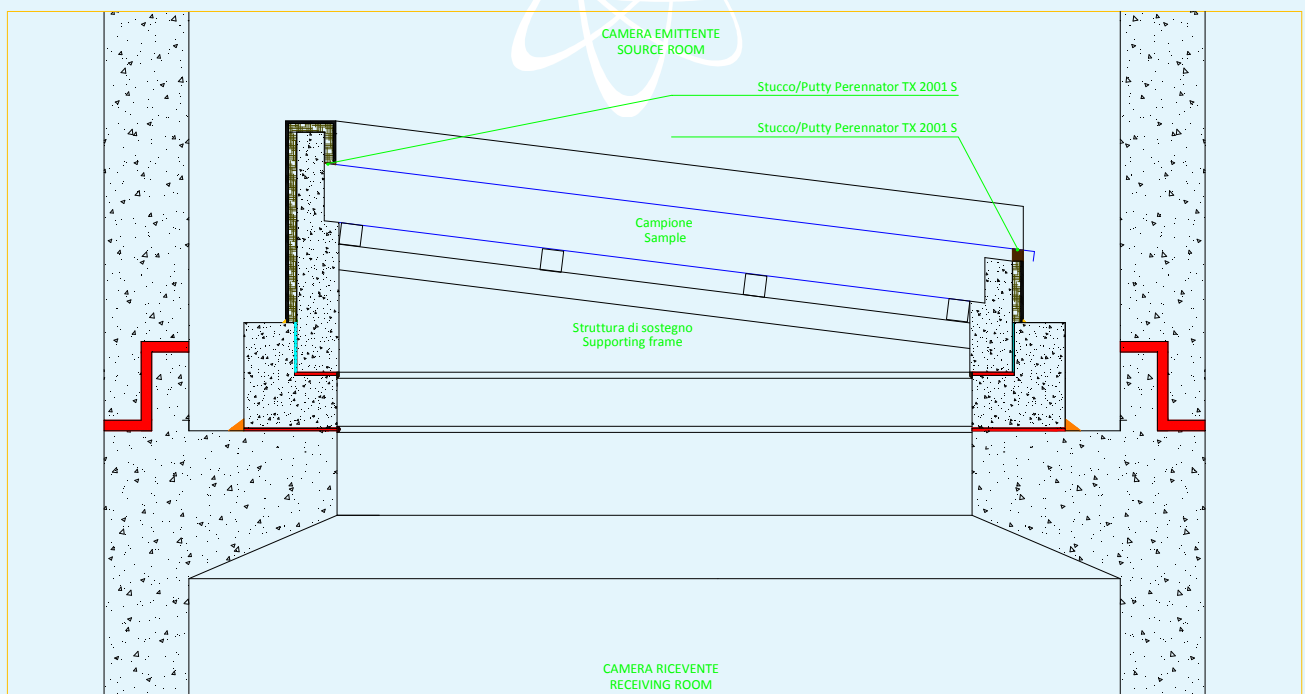 CAMERA EMITTENTE
SOURCE ROOM
Stucco/Putty Perennator TX 2001 S
Stucco/Putty Perennator TX 2001 S
Campione
Sample
Struttura di sostegno
Supporting frame
CAMERA RICEVENTE
RECEIVING ROOM